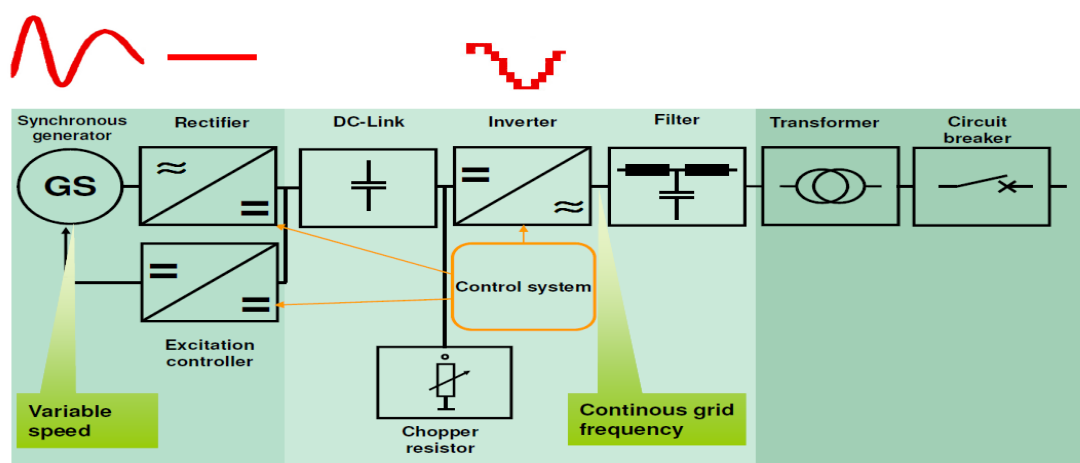 Synchronous
generator
Rectifier
DC-Link
Inverter
Filter
Transformer
Circuit
breaker
GS
Control system
Excitation
controller
Chopper
resistor
Variable
speed
Continous grid
frequency